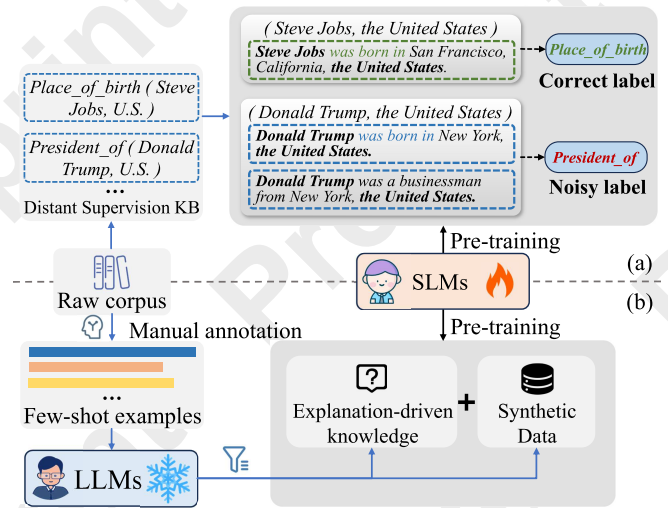 ( Steve Jobs, the United States )
Steve Jobs was born in San Francisco,
California, the United States.
Place_of_birth
Correct label
Place_of_birth ( Steve
Jobs, U.S. )
President_of ( Donald
Trump, U.S. )
...
Distant Supervision KB
( Donald Trump, the United States )
Donald Trump was born in New York,
the United States.
Donald Trump was a businessman
from New York, the United States.
President_of
Noisy label
Pre-training
(a)
Raw corpus
SLMs
(b)
Manual annotation
Pre-training
...
Few-shot examples
Explanation-driven
knowledge
+
Synthetic
Data
LLMs